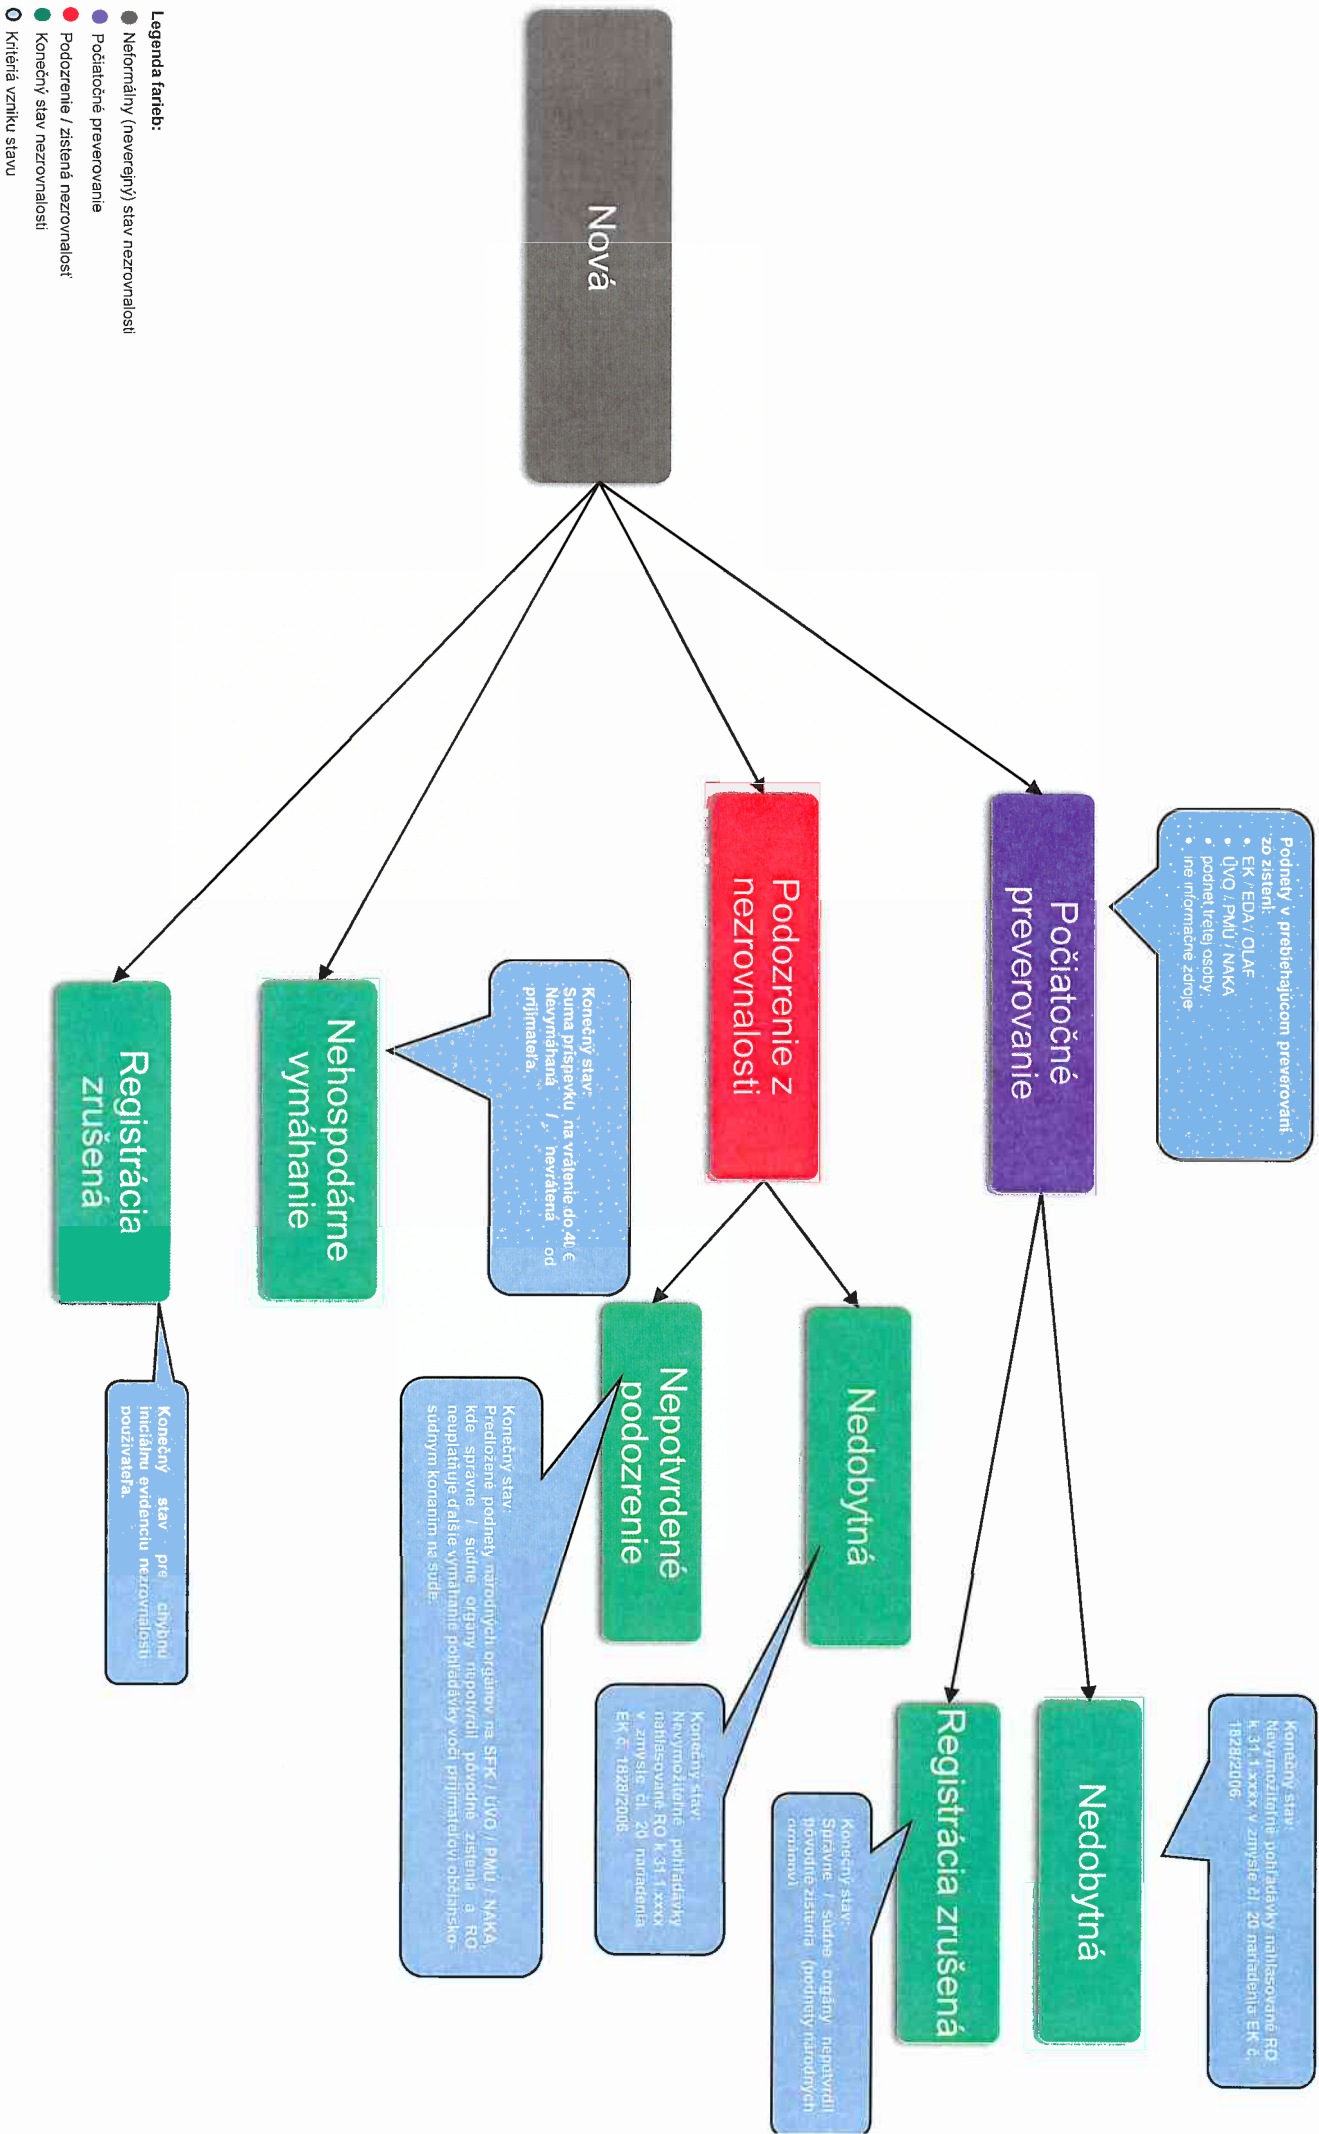 Podnety v prebiehajúcom preverovaní
zo zistení:
• EK / EDA / OLAF
• ÚVO / PMÚ / NAKA
• podnet tretej osoby
• iné informačné zdroje
Konečný stav:
Nevymožiteľné pohľadávky nahlasované RO
k 31.1.xxxx v zmysle čl. 20 nariadenia EK č.
1828/2006.
Počiatočné
preverovanie
Nedobytná
Registrácia zrušená
Konečný stav:
Správne / súdne orgány nepotvrdil
pôvodné zistenia (podnety národných
orgánov)
Podozrenie z
nezrovnalosti
Nedobytná
Konečný stav:
Nevymožiteľné pohľadávky
nahlasované RO k 31.1.xxxx
v zmysle čl. 20 nariadenia
EK č. 1828/2006.
Nová
Nepotvrdené
podozrenie
Konečný stav:
Suma príspevku na vrátenie do 40 €
Nevymáhaná / nevrátená od
prijímateľa.
Konečný stav:
Predložené podnety národných orgánov na SFK / ÚVO / PMÚ / NAKA,
kde správne / súdne orgány nepotvrdil pôvodné zistenia a RO
neuplatňuje ďalšie vymáhanie pohľadávky voči prijímateľovi občiansko-
súdnym konaním na súde.
Nehospodárne
vymáhanie
Registrácia
zrušená
Konečný stav pre chybnú
iniciálnu evidenciu nezrovnalosti
používateľa.
Legenda farieb:
Neformálny (neverejný) stav nezrovnalosti
Počiatočné preverovanie
Podozrenie / zistená nezrovnalosť
Konečný stav nezrovnalosti
Kritériá vzniku stavu